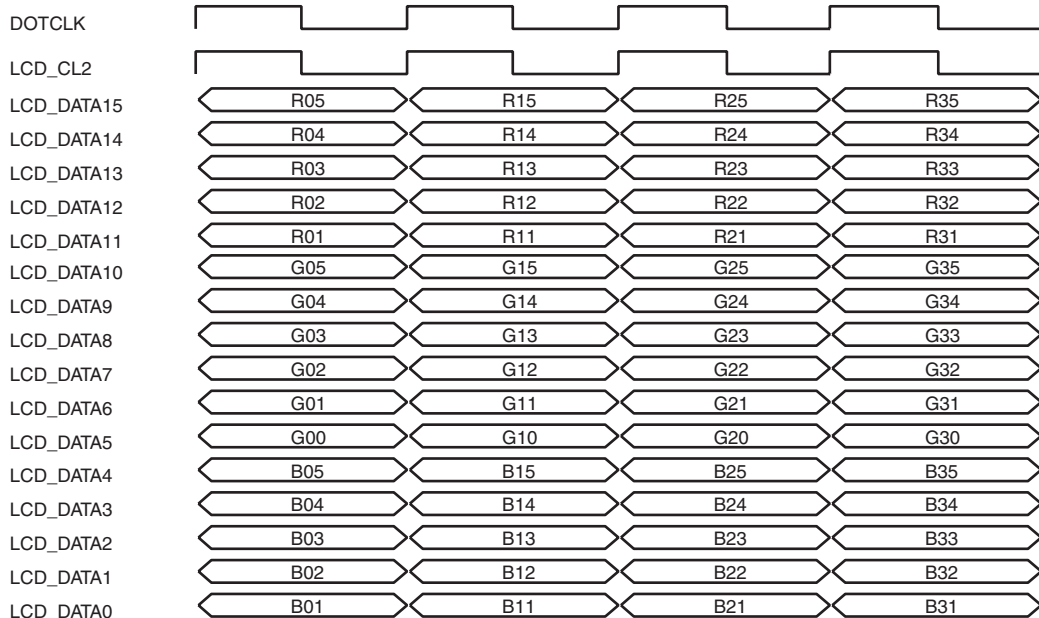 DOTCLK
LCD_CL2
LCD_DATA15 R05 R15 R25 R35
LCD_DATA14 R04 R14 R24 R34
LCD_DATA13 R03 R13 R23 R33
LCD_DATA12 R02 R12 R22 R32
LCD_DATA11 R01 R11 R21 R31
LCD_DATA10 G05 G15 G25 G35
LCD_DATA9 G04 G14 G24 G34
LCD_DATA8 G03 G13 G23 G33
LCD_DATA7 G02 G12 G22 G32
LCD_DATA6 G01 G11 G21 G31
LCD_DATA5 G00 G10 G20 G30
LCD_DATA4 B05 B15 B25 B35
LCD_DATA3 B04 B14 B24 B34
LCD_DATA2 B03 B13 B23 B33
LCD_DATA1 B02 B12 B22 B32
LCD_DATA0 B01 B11 B21 B31